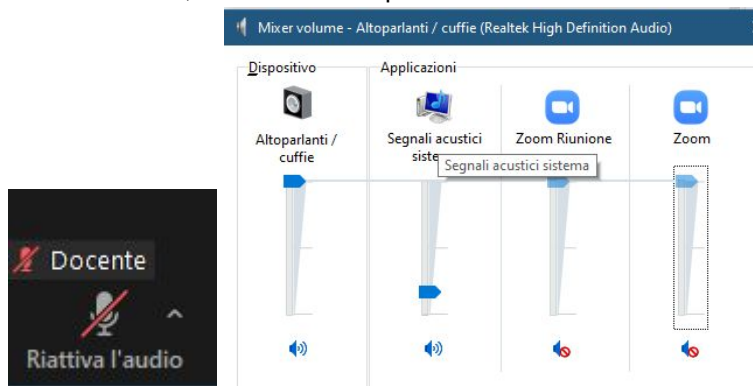 Mixer volume - Altoparlanti / cuffie (Realtek High Definition Audio)
Dispositivo
Applicazioni
Altoparlanti /
cuffie
Segnali acustici
siste
Segnali acustici sistema
Zoom Riunione
Zoom
Docente
Riattiva l'audio